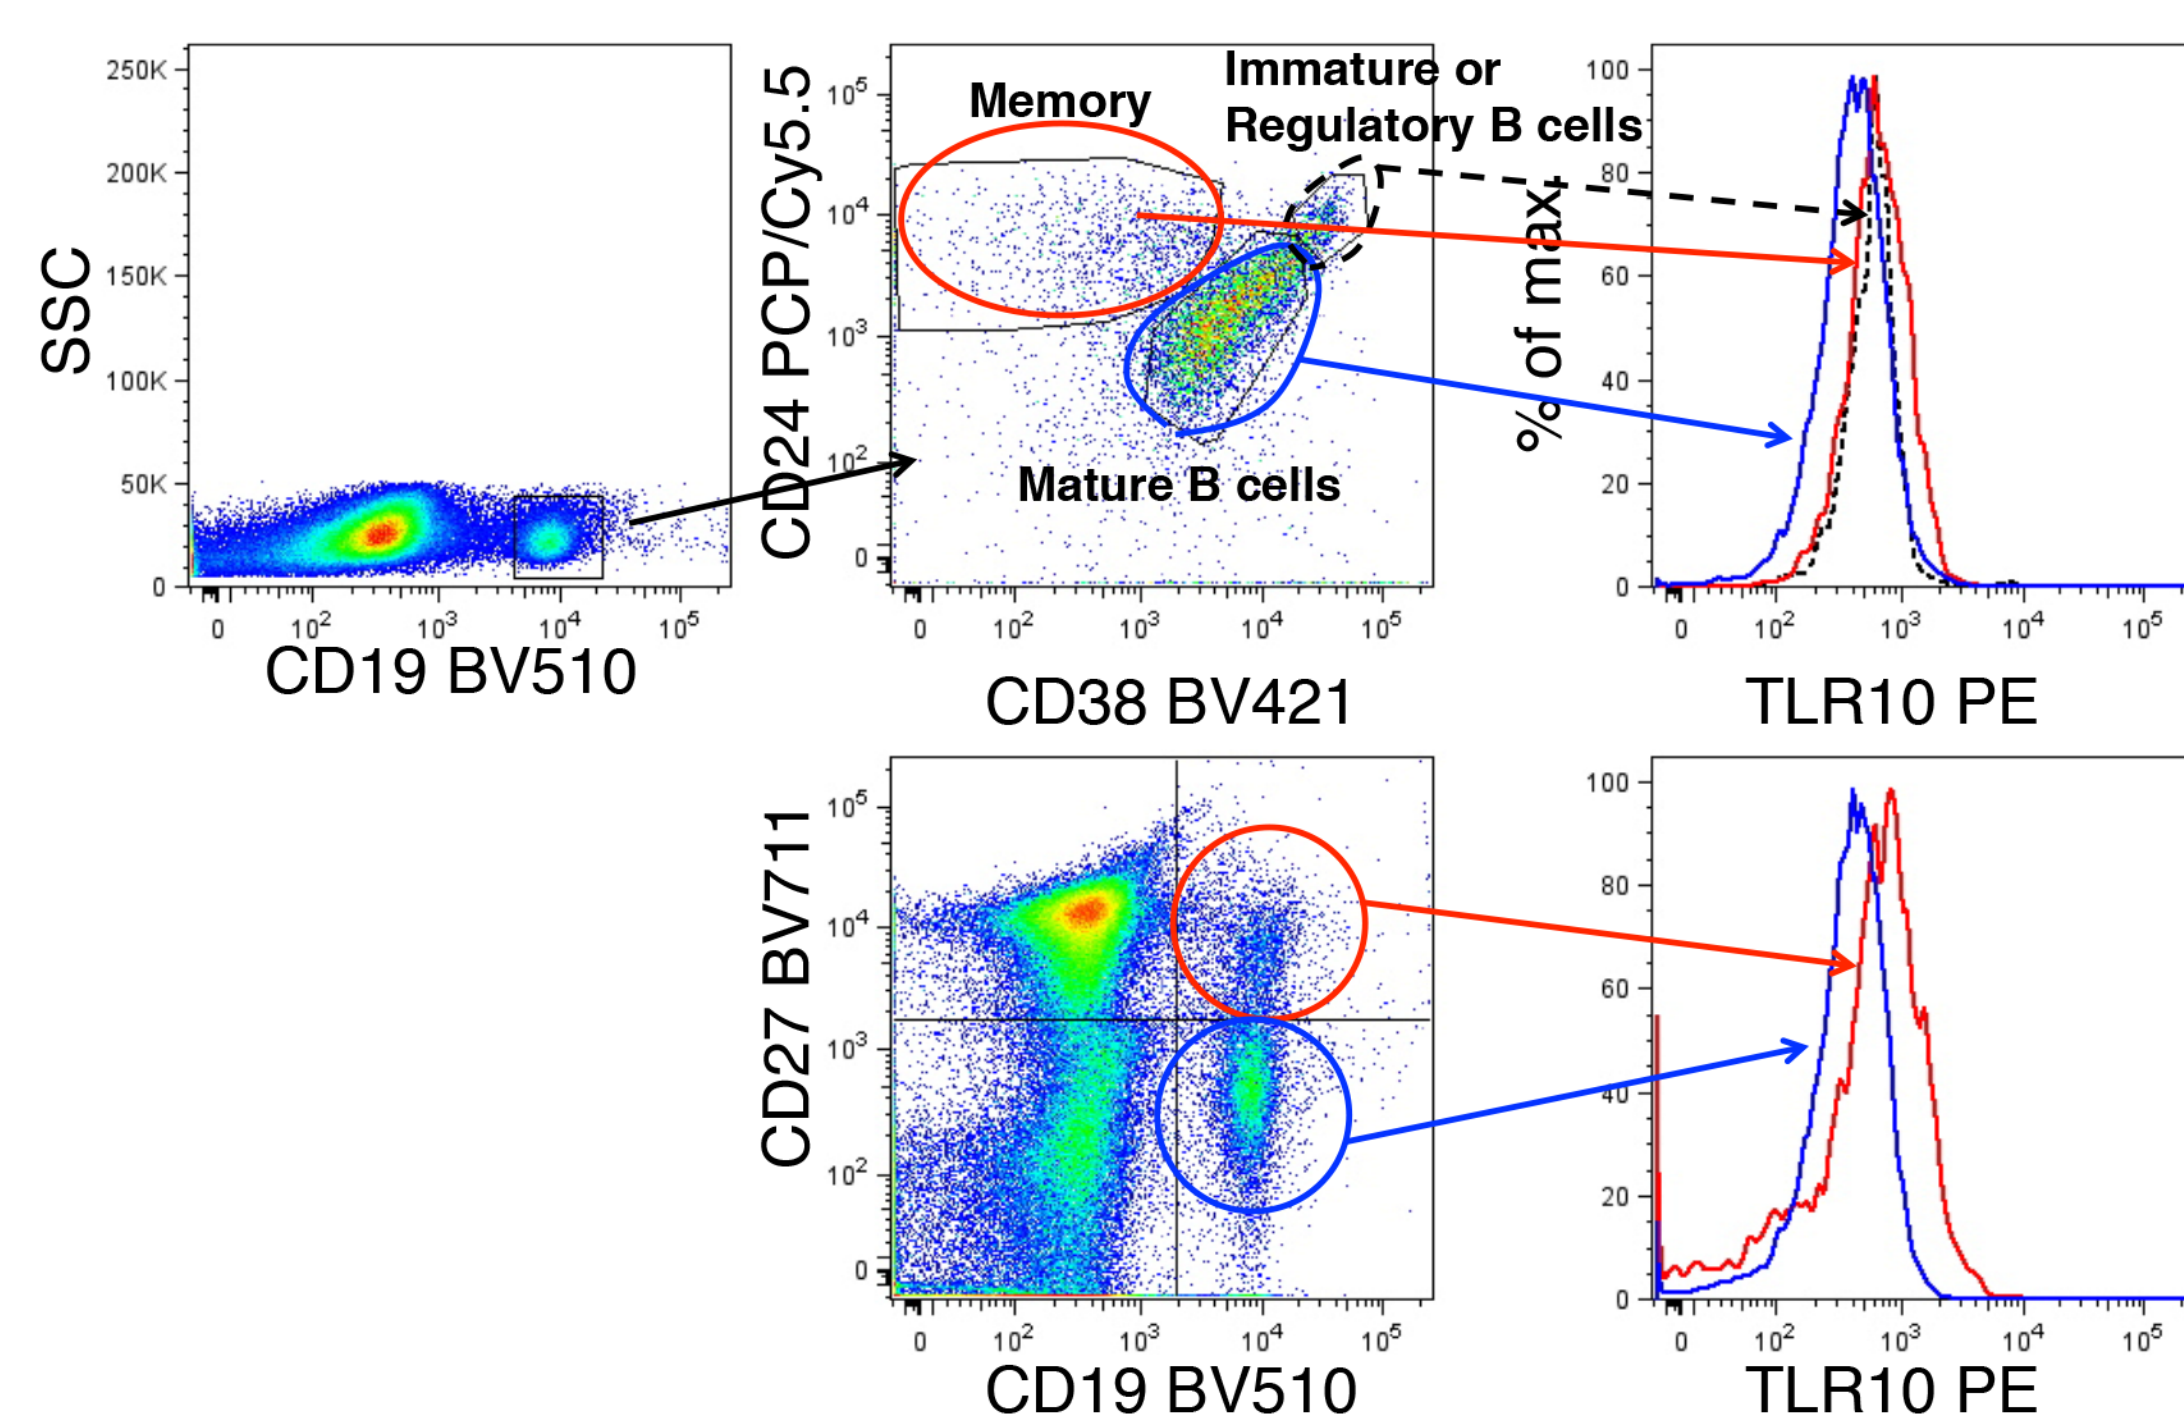 SSC
250K
200K
150K
100K
50K
0
0 10² 10³ 10⁴ 10⁵
CD19 BV510
CD24 PCP/Cy5.5
10⁵
10⁴
10³
10²
0
Memory
Immature or
Regulatory B cells
Mature B cells
0 10² 10³ 10⁴ 10⁵
CD38 BV421
% of max.
100
80
60
40
20
0
0 10² 10³ 10⁴ 10⁵
TLR10 PE
CD27 BV711
10⁵
10⁴
10³
10²
0
0 10² 10³ 10⁴ 10⁵
CD19 BV510
100
80
60
40
20
0
0 10² 10³ 10⁴ 10⁵
TLR10 PE